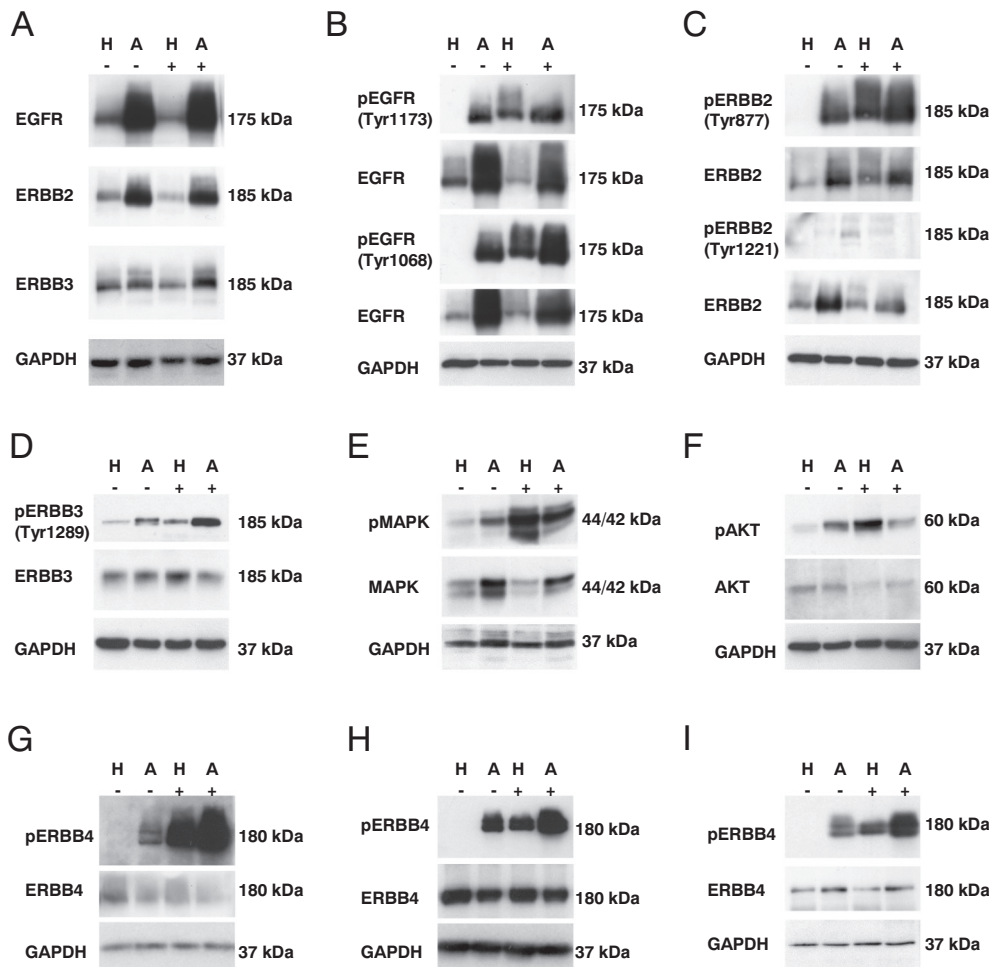 A
H A H A
- - + +
EGFR 175 kDa
ERBB2 185 kDa
ERBB3 185 kDa
GAPDH 37 kDa
B
H A H A
- - + +
pEGFR
(Tyr1173) 175 kDa
EGFR 175 kDa
pEGFR
(Tyr1068) 175 kDa
EGFR 175 kDa
GAPDH 37 kDa
C
H A H A
- - + +
pERBB2
(Tyr877) 185 kDa
ERBB2 185 kDa
pERBB2
(Tyr1221) 185 kDa
ERBB2 185 kDa
GAPDH 37 kDa
D
H A H A
- - + +
pERBB3
(Tyr1289) 185 kDa
ERBB3 185 kDa
GAPDH 37 kDa
E
H A H A
- - + +
pMAPK 44/42 kDa
MAPK 44/42 kDa
GAPDH 37 kDa
F
H A H A
- - + +
pAKT 60 kDa
AKT 60 kDa
GAPDH 37 kDa
G
H A H A
- - + +
pERBB4 180 kDa
ERBB4 180 kDa
GAPDH 37 kDa
H
H A H A
- - + +
pERBB4 180 kDa
ERBB4 180 kDa
GAPDH 37 kDa
I
H A H A
- - + +
pERBB4 180 kDa
ERBB4 180 kDa
GAPDH 37 kDa